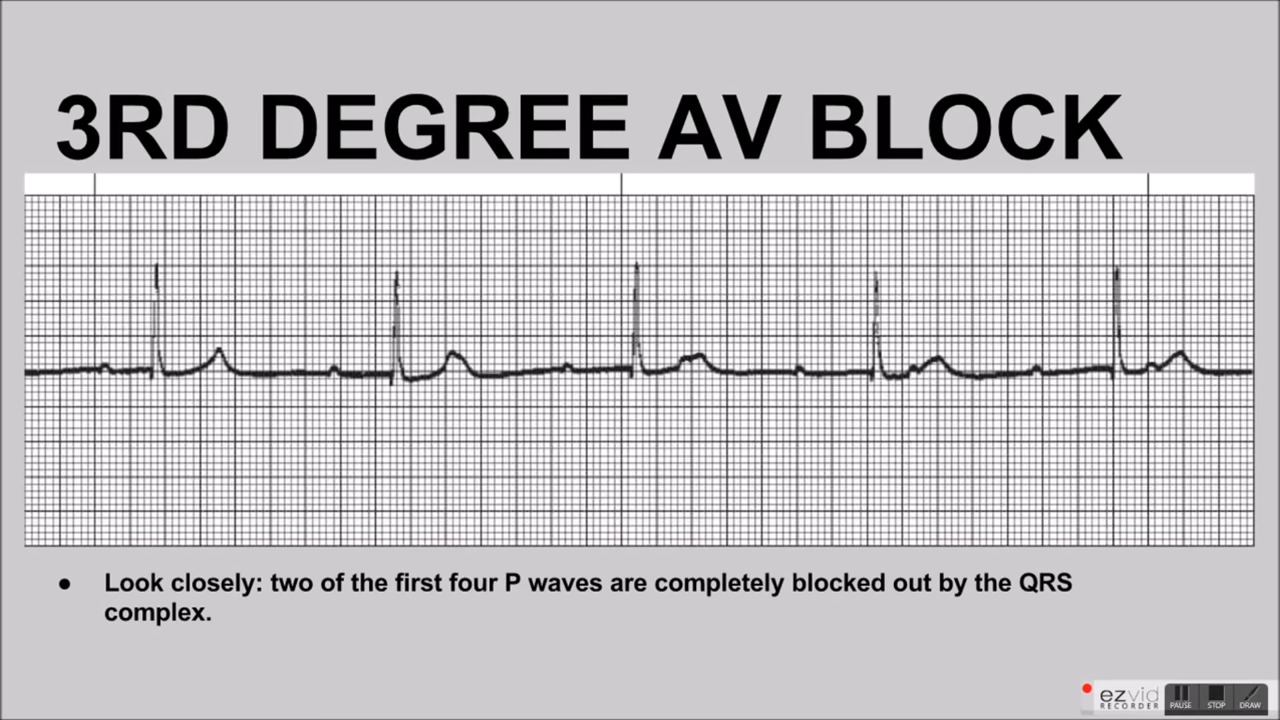 3RD DEGREE AV BLOCK
● Look closely: two of the first four P waves are completely blocked out by the QRS
complex.
ezvid
RECORDER
PAUSE STOP DRAW